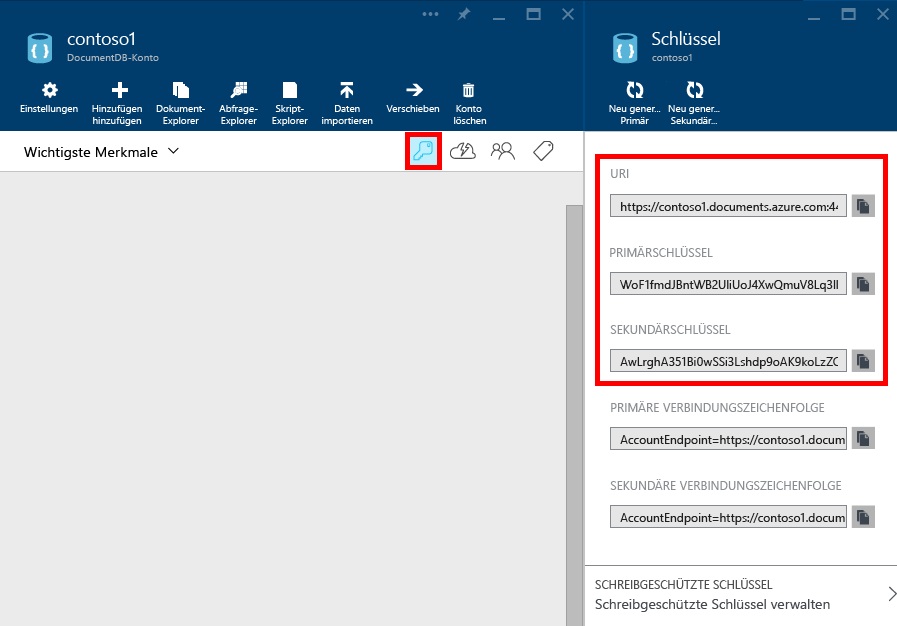 contoso1
DocumentDB-Konto
Einstellungen
Hinzufügen
hinzufügen
Dokument-
Explorer
Abfrage-
Explorer
Skript-
Explorer
Daten
importieren
Verschieben
Konto
löschen
Wichtigste Merkmale
Schlüssel
contoso1
Neu gener...
Primär
Neu gener...
Sekundär...
URI
https://contoso1.documents.azure.com:44
PRIMÄRSCHLÜSSEL
SEKUNDÄRSCHLÜSSEL
PRIMÄRE VERBINDUNGSZEICHENFOLGE
AccountEndpoint=https://contoso1.docum
SEKUNDÄRE VERBINDUNGSZEICHENFOLGE
AccountEndpoint=https://contoso1.docum
SCHREIBGESCHÜTZTE SCHLÜSSEL
Schreibgeschützte Schlüssel verwalten